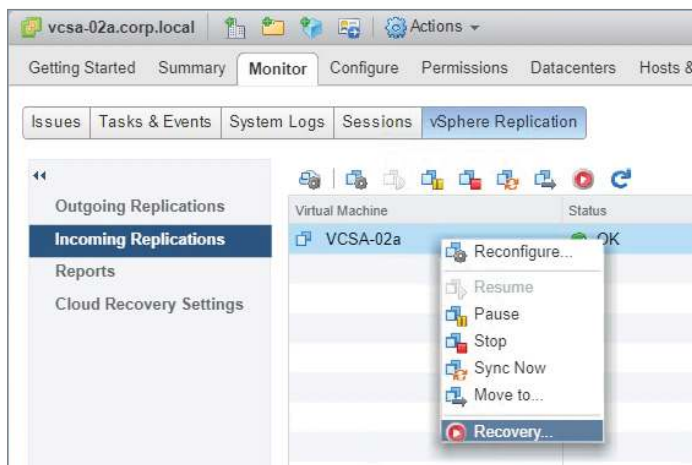 vcsa-02a.corp.local Actions
Getting Started Summary Monitor Configure Permissions Datacenters Hosts &
Issues Tasks & Events System Logs Sessions vSphere Replication
Outgoing Replications
Incoming Replications
Reports
Cloud Recovery Settings
Virtual Machine Status
VCSA-02a OK
Reconfigure...
Resume
Pause
Stop
Sync Now
Move to...
Recovery...